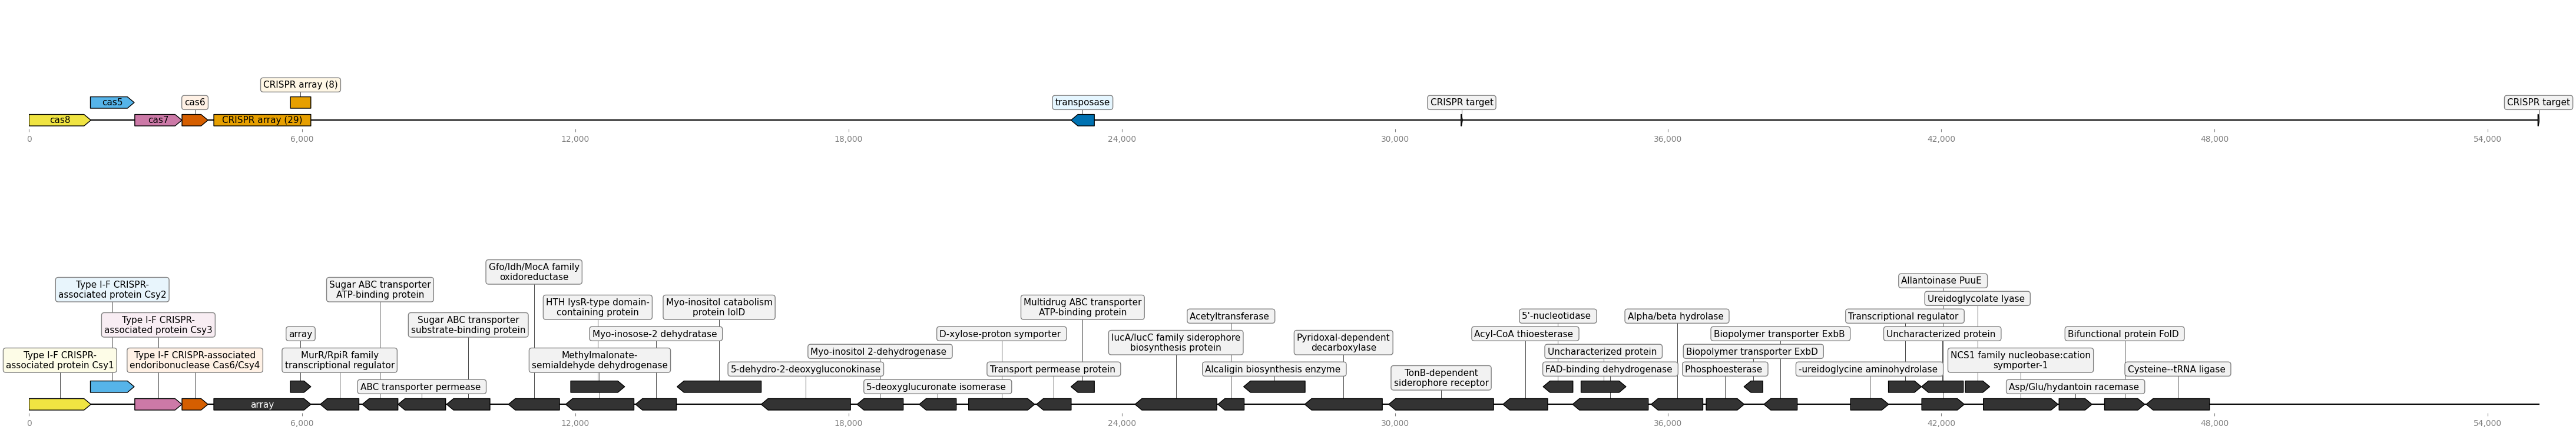 CRISPR array (8)
cas5
cas6
transposase
CRISPR target
CRISPR target
cas8
cas7
CRISPR array (29)
0
6,000
12,000
18,000
24,000
30,000
36,000
42,000
48,000
54,000
Gfo/Idh/MocA family
oxidoreductase
Type I-F CRISPR-
associated protein Csy2
Sugar ABC transporter
ATP-binding protein
Allantoinase PuuE
Ureidoglycolate lyase
HTH lysR-type domain-
containing protein
Myo-inositol catabolism
protein IolD
Multidrug ABC transporter
ATP-binding protein
Acetyltransferase
5'-nucleotidase
Alpha/beta hydrolase
Transcriptional regulator
Type I-F CRISPR-
associated protein Csy3
Sugar ABC transporter
substrate-binding protein
array
Myo-inosose-2 dehydratase
D-xylose-proton symporter
IucA/IucC family siderophore
biosynthesis protein
Pyridoxal-dependent
decarboxylase
Acyl-CoA thioesterase
Biopolymer transporter ExbB
Uncharacterized protein
Bifunctional protein FolD
Type I-F CRISPR-
associated protein Csy1
Type I-F CRISPR-associated
endoribonuclease Cas6/Csy4
MurR/RpiR family
transcriptional regulator
Methylmalonate-
semialdehyde dehydrogenase
Myo-inositol 2-dehydrogenase
Uncharacterized protein
Biopolymer transporter ExbD
NCS1 family nucleobase:cation
symporter-1
5-dehydro-2-deoxygluconokinase
Transport permease protein
Alcaligin biosynthesis enzyme
TonB-dependent
siderophore receptor
FAD-binding dehydrogenase
Phosphoesterase
-ureidoglycine aminohydrolase
Cysteine--tRNA ligase
ABC transporter permease
5-deoxyglucuronate isomerase
Asp/Glu/hydantoin racemase
array
0
6,000
12,000
18,000
24,000
30,000
36,000
42,000
48,000
54,000